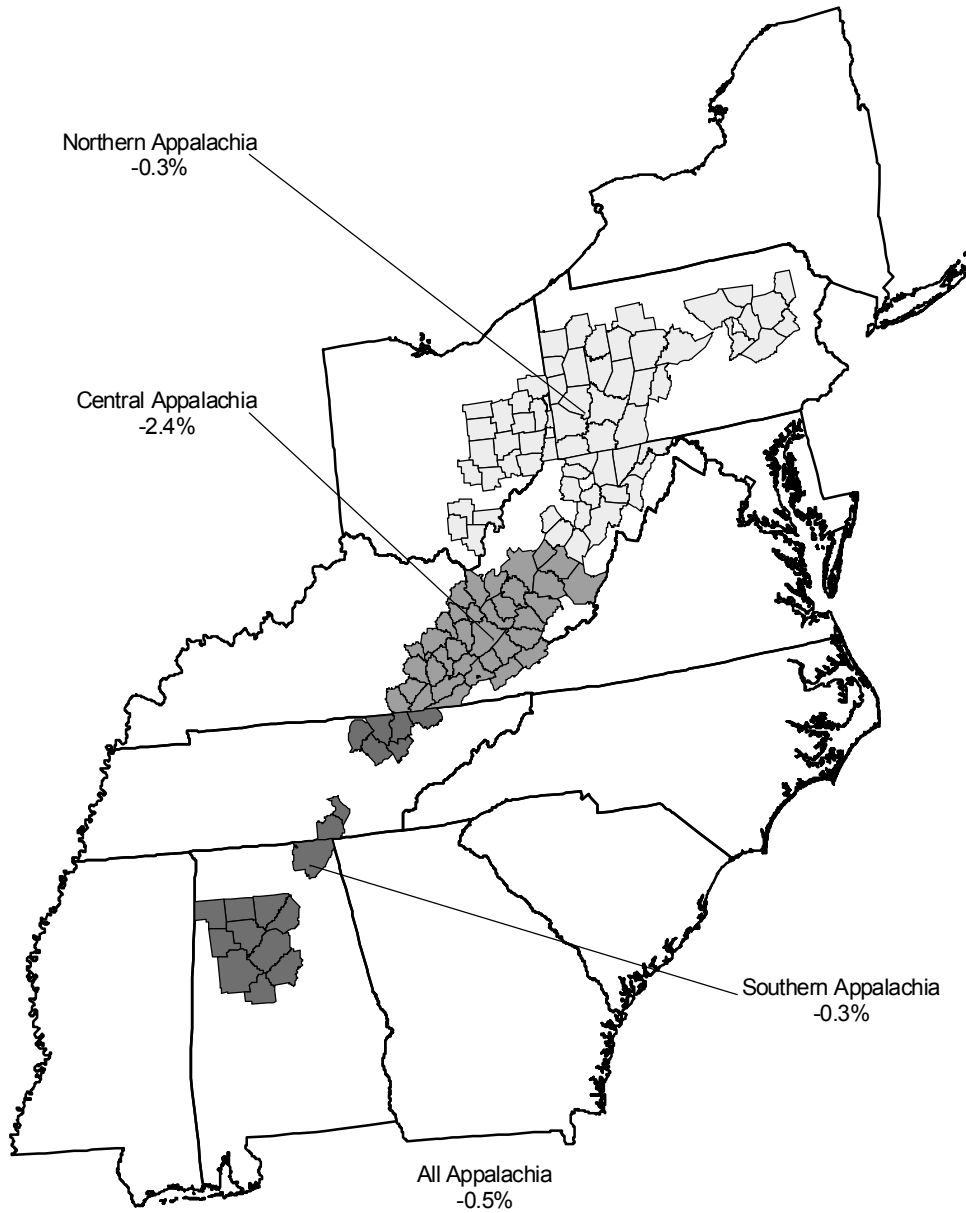 Northern Appalachia
-0.3%
Central Appalachia
-2.4%
Southern Appalachia
-0.3%
All Appalachia
-0.5%